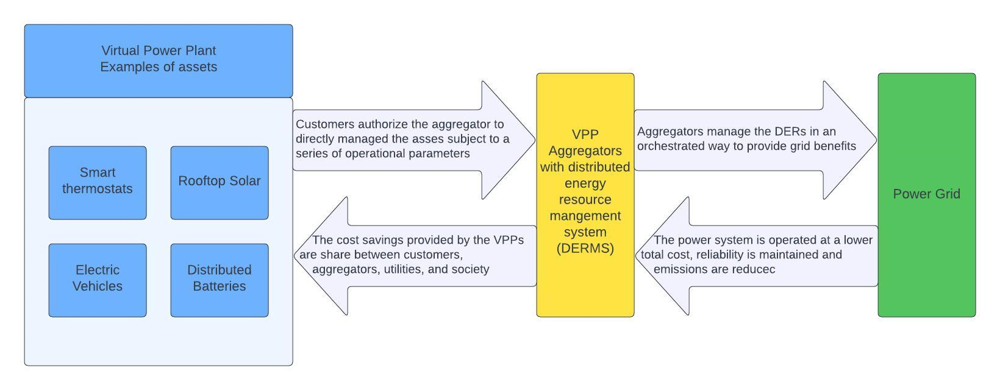 Virtual Power Plant
Examples of assets
Smart
thermostats
Rooftop Solar
Electric
Vehicles
Distributed
Batteries
Customers authorize the aggregator to
directly managed the asses subject to a
series of operational parameters
The cost savings provided by the VPPs
are share between customers,
aggregators, utilities, and society
VPP
Aggregators
with distributed
energy
resource
mangement
system
(DERMS)
Aggregators manage the DERs in an
orchestrated way to provide grid benefits
The power system is operated at a lower
total cost, reliability is maintained and
emissions are reducec
Power Grid